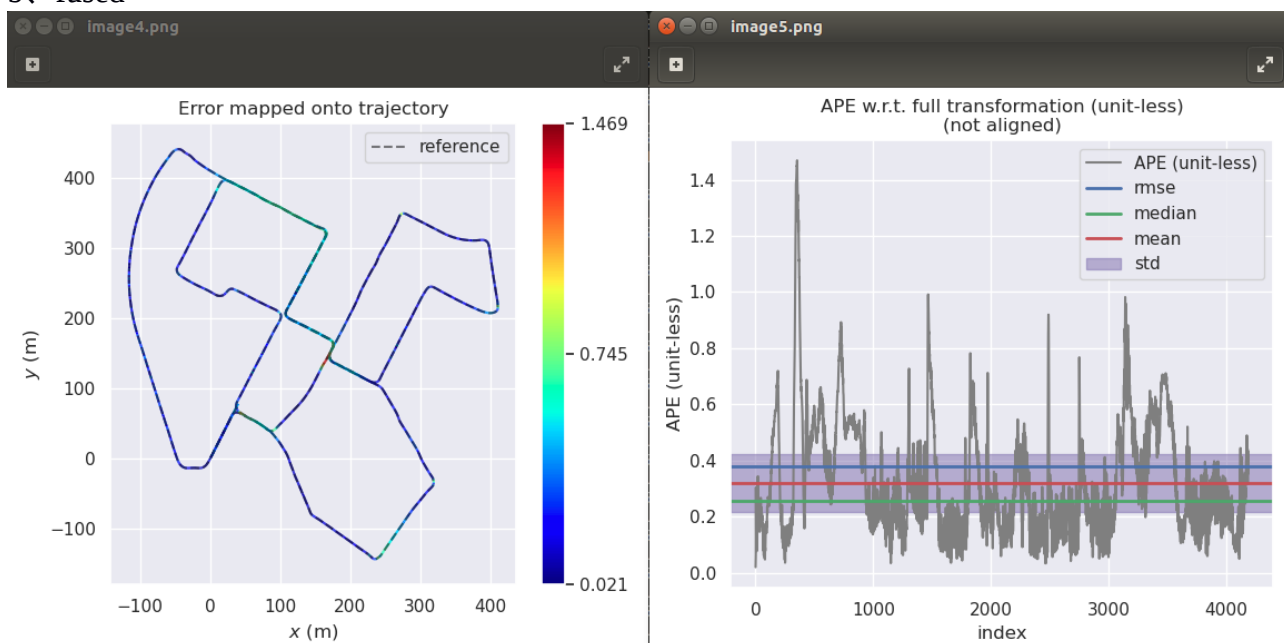 3、fused
image4.png
image5.png
Error mapped onto trajectory
reference
1.469
0.745
0.021
400
300
200
100
0
−100
y (m)
−100
0
100
200
300
400
x (m)
APE w.r.t. full transformation (unit-less)
(not aligned)
APE (unit-less)
rmse
median
mean
std
1.4
1.2
1.0
0.8
0.6
0.4
0.2
0.0
APE (unit-less)
0
1000
2000
3000
4000
index